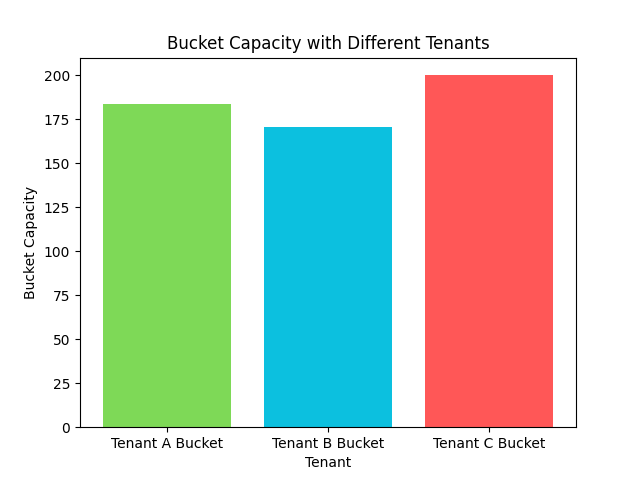 Bucket Capacity with Different Tenants
200
175
150
125
100
75
50
25
0
Bucket Capacity
Tenant A Bucket Tenant B Bucket Tenant C Bucket
Tenant